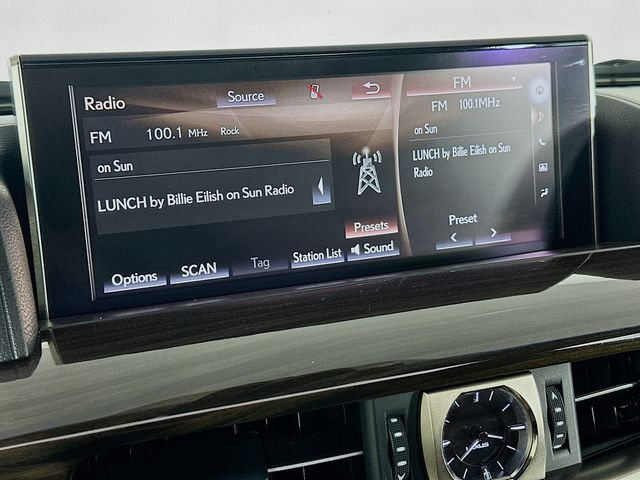 Radio
Source
FM 100.1 MHz Rock
on Sun
LUNCH by Billie Eilish on Sun Radio
Presets
Options
SCAN
Tag
Station List
Sound
FM
FM 100.1MHz
on Sun
LUNCH by Billie Eilish on Sun
Radio
Preset
LEXUS